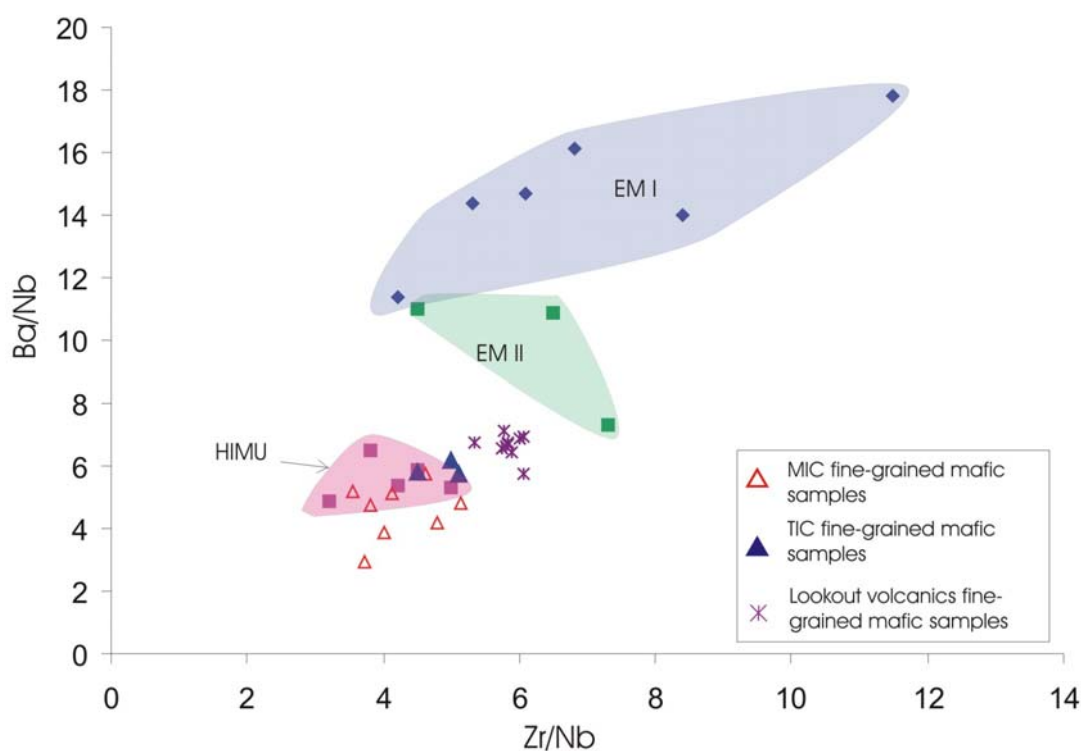 20
18
16
14
12
10
8
6
4
2
0
Ba/Nb
EM I
EM II
HIMU
MIC fine-grained mafic
samples
TIC fine-grained mafic
samples
Lookout volcanics fine-
grained mafic samples
0 2 4 6 8 10 12 14
Zr/Nb